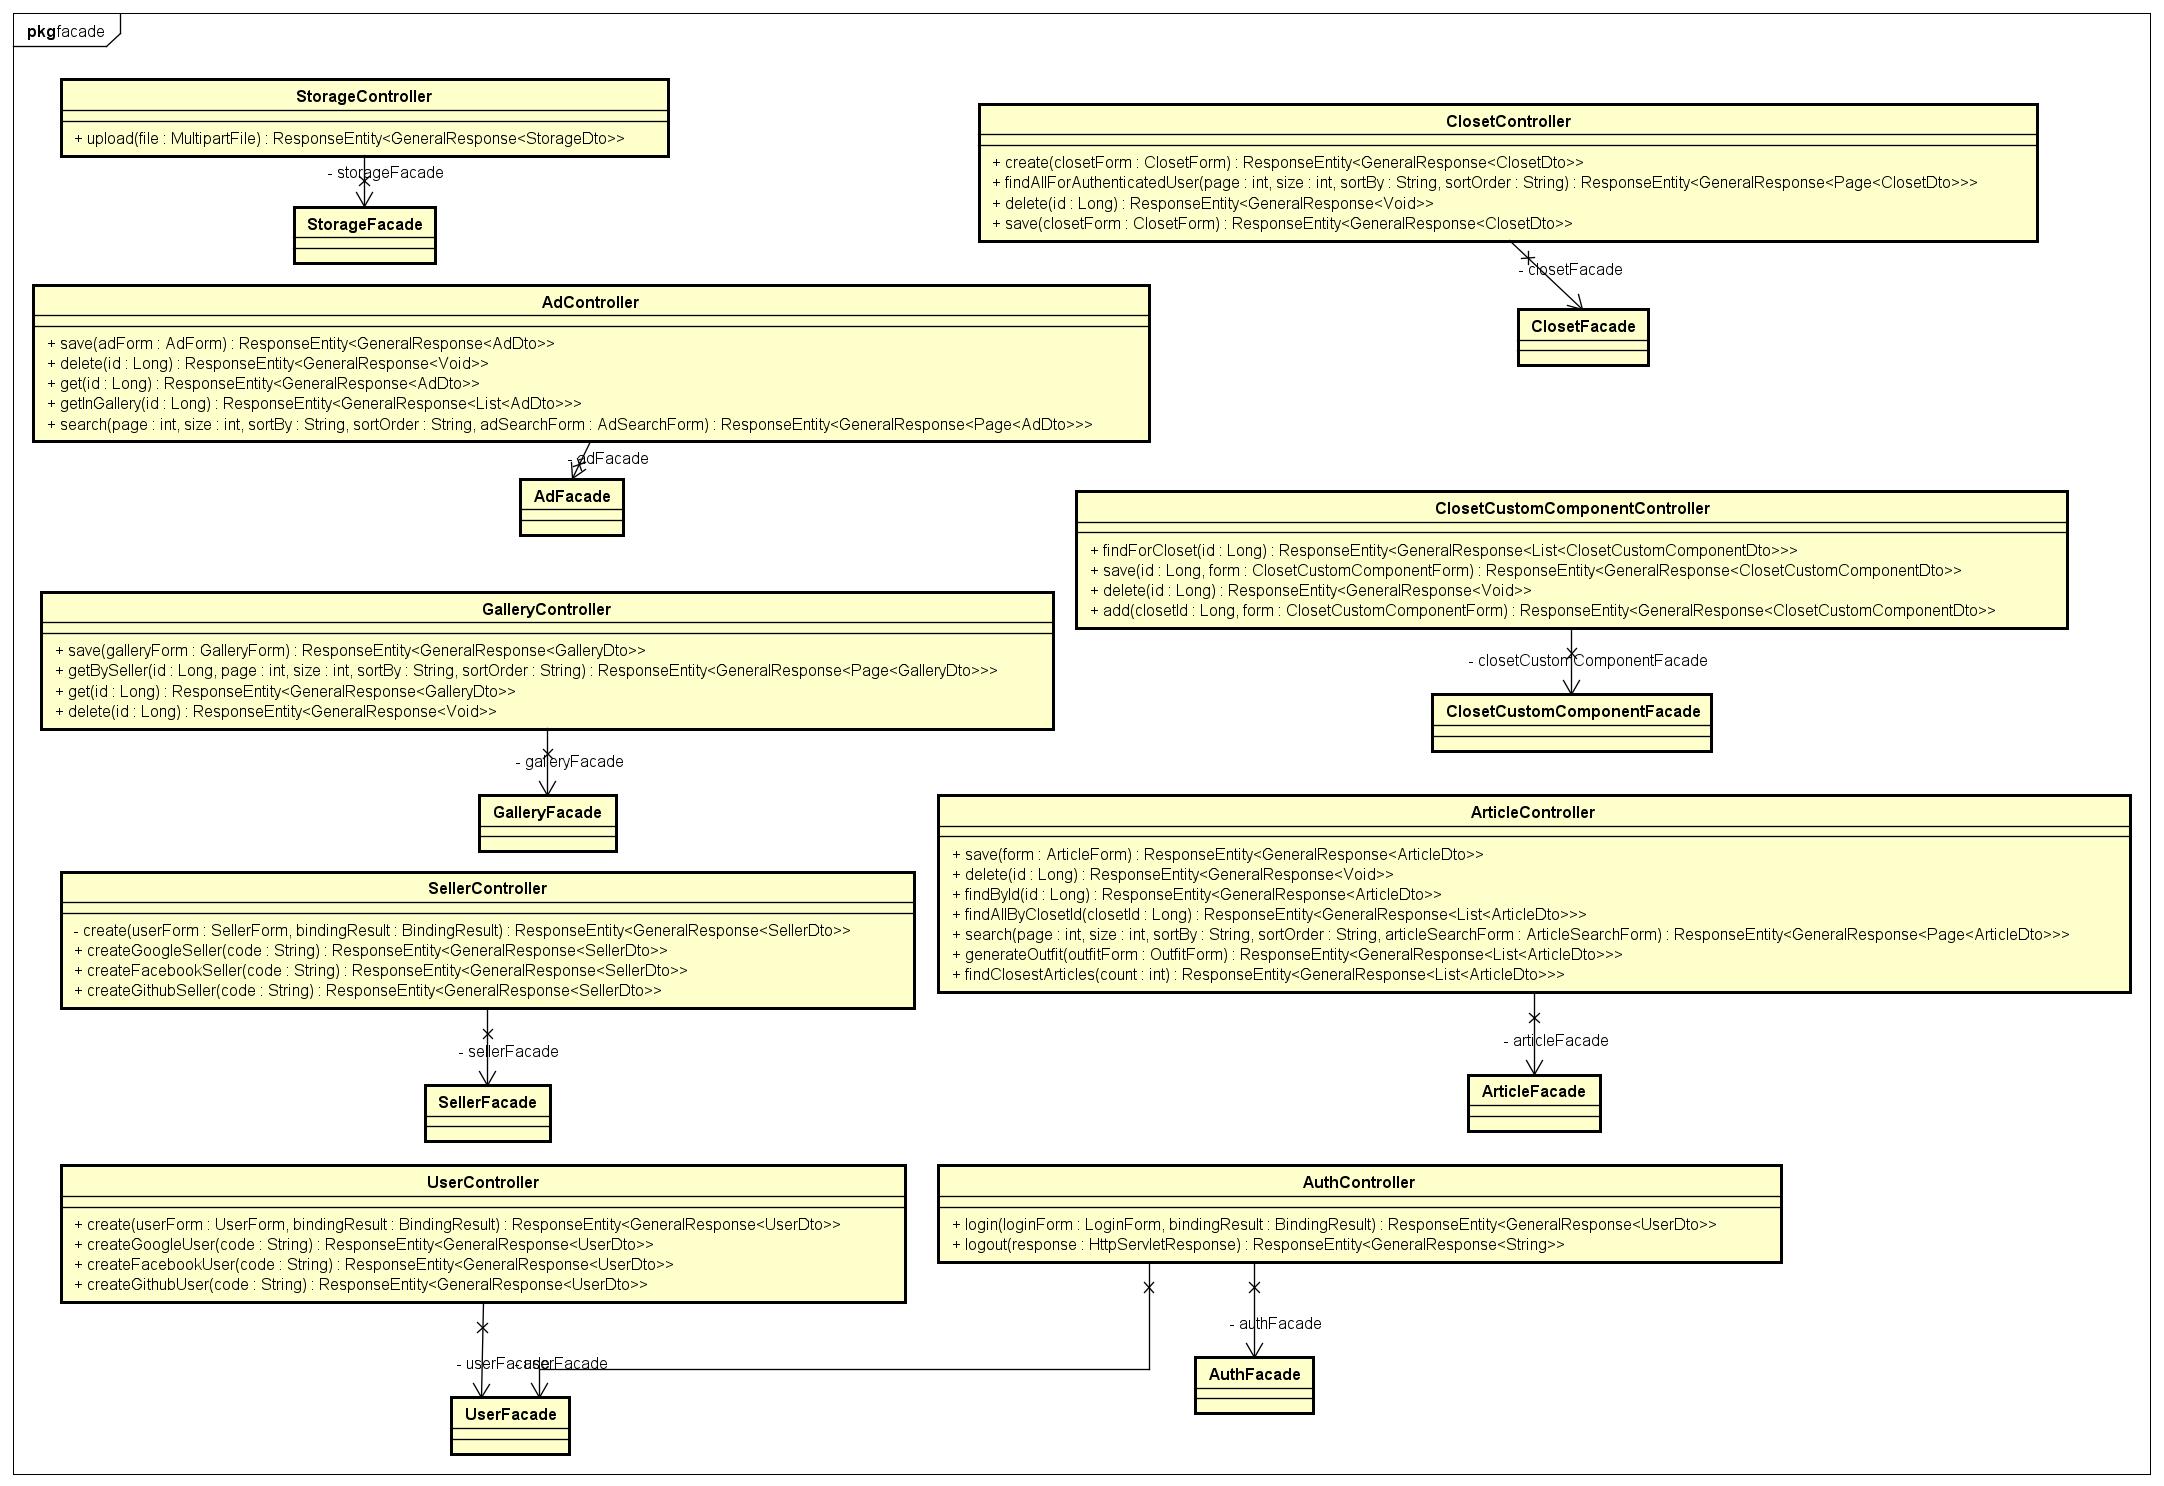 pkg facade
StorageController
+ upload(file : MultipartFile) : ResponseEntity<GeneralResponse<StorageDto>>
- storageFacade
StorageFacade
ClosetController
+ create(closetForm : ClosetForm) : ResponseEntity<GeneralResponse<ClosetDto>>
+ findAllForAuthenticatedUser(page : int, size : int, sortBy : String, sortOrder : String) : ResponseEntity<GeneralResponse<Page<ClosetDto>>>
+ delete(id : Long) : ResponseEntity<GeneralResponse<Void>>
+ save(closetForm : ClosetForm) : ResponseEntity<GeneralResponse<ClosetDto>>
- closetFacade
ClosetFacade
AdController
+ save(adForm : AdForm) : ResponseEntity<GeneralResponse<AdDto>>
+ delete(id : Long) : ResponseEntity<GeneralResponse<Void>>
+ get(id : Long) : ResponseEntity<GeneralResponse<AdDto>>
+ getInGallery(id : Long) : ResponseEntity<GeneralResponse<List<AdDto>>>
+ search(page : int, size : int, sortBy : String, sortOrder : String, adSearchForm : AdSearchForm) : ResponseEntity<GeneralResponse<Page<AdDto>>>
- adFacade
AdFacade
ClosetCustomComponentController
+ findForCloset(id : Long) : ResponseEntity<GeneralResponse<List<ClosetCustomComponentDto>>>
+ save(id : Long, form : ClosetCustomComponentForm) : ResponseEntity<GeneralResponse<ClosetCustomComponentDto>>
+ delete(id : Long) : ResponseEntity<GeneralResponse<Void>>
+ add(closetId : Long, form : ClosetCustomComponentForm) : ResponseEntity<GeneralResponse<ClosetCustomComponentDto>>
- closetCustomComponentFacade
ClosetCustomComponentFacade
GalleryController
+ save(galleryForm : GalleryForm) : ResponseEntity<GeneralResponse<GalleryDto>>
+ getBySeller(id : Long, page : int, size : int, sortBy : String, sortOrder : String) : ResponseEntity<GeneralResponse<Page<GalleryDto>>>
+ get(id : Long) : ResponseEntity<GeneralResponse<GalleryDto>>
+ delete(id : Long) : ResponseEntity<GeneralResponse<Void>>
- galleryFacade
GalleryFacade
ArticleController
+ save(form : ArticleForm) : ResponseEntity<GeneralResponse<ArticleDto>>
+ delete(id : Long) : ResponseEntity<GeneralResponse<Void>>
+ findById(id : Long) : ResponseEntity<GeneralResponse<ArticleDto>>
+ findAllByClosetId(closetId : Long) : ResponseEntity<GeneralResponse<List<ArticleDto>>>
+ search(page : int, size : int, sortBy : String, sortOrder : String, articleSearchForm : ArticleSearchForm) : ResponseEntity<GeneralResponse<Page<ArticleDto>>>
+ generateOutfit(outfitForm : OutfitForm) : ResponseEntity<GeneralResponse<List<ArticleDto>>>
+ findClosestArticles(count : int) : ResponseEntity<GeneralResponse<List<ArticleDto>>>
- articleFacade
ArticleFacade
SellerController
- create(userForm : SellerForm, bindingResult : BindingResult) : ResponseEntity<GeneralResponse<SellerDto>>
+ createGoogleSeller(code : String) : ResponseEntity<GeneralResponse<SellerDto>>
+ createFacebookSeller(code : String) : ResponseEntity<GeneralResponse<SellerDto>>
+ createGithubSeller(code : String) : ResponseEntity<GeneralResponse<SellerDto>>
- sellerFacade
SellerFacade
UserController
+ create(userForm : UserForm, bindingResult : BindingResult) : ResponseEntity<GeneralResponse<UserDto>>
+ createGoogleUser(code : String) : ResponseEntity<GeneralResponse<UserDto>>
+ createFacebookUser(code : String) : ResponseEntity<GeneralResponse<UserDto>>
+ createGithubUser(code : String) : ResponseEntity<GeneralResponse<UserDto>>
- userFacade
- userFacade
UserFacade
AuthController
+ login(loginForm : LoginForm, bindingResult : BindingResult) : ResponseEntity<GeneralResponse<UserDto>>
+ logout(response : HttpServletResponse) : ResponseEntity<GeneralResponse<String>>
- authFacade
AuthFacade